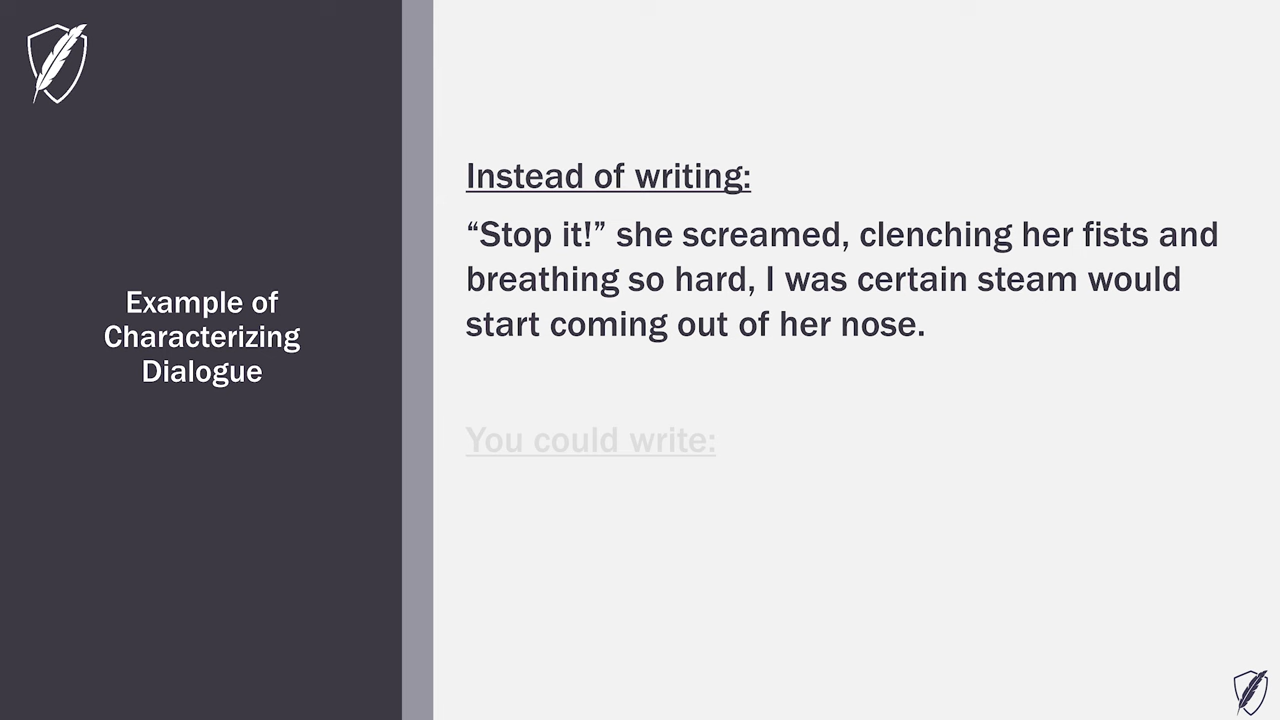 Example of
Characterizing
Dialogue
Instead of writing:
“Stop it!” she screamed, clenching her fists and
breathing so hard, I was certain steam would
start coming out of her nose.
You could write: